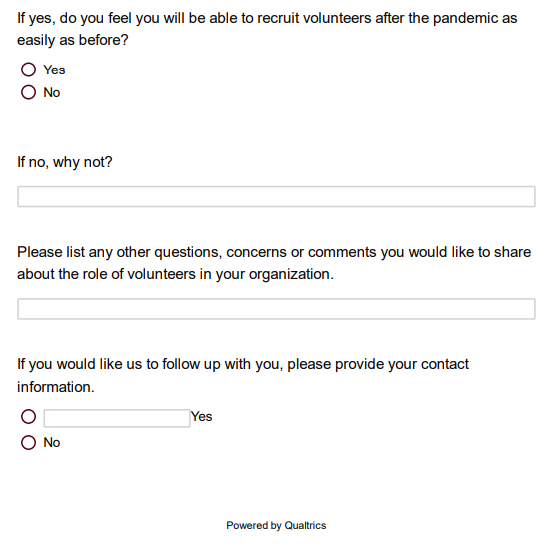 If yes, do you feel you will be able to recruit volunteers after the pandemic as
easily as before?
Yes
No
If no, why not?
Please list any other questions, concerns or comments you would like to share
about the role of volunteers in your organization.
If you would like us to follow up with you, please provide your contact
information.
Yes
No
Powered by Qualtrics